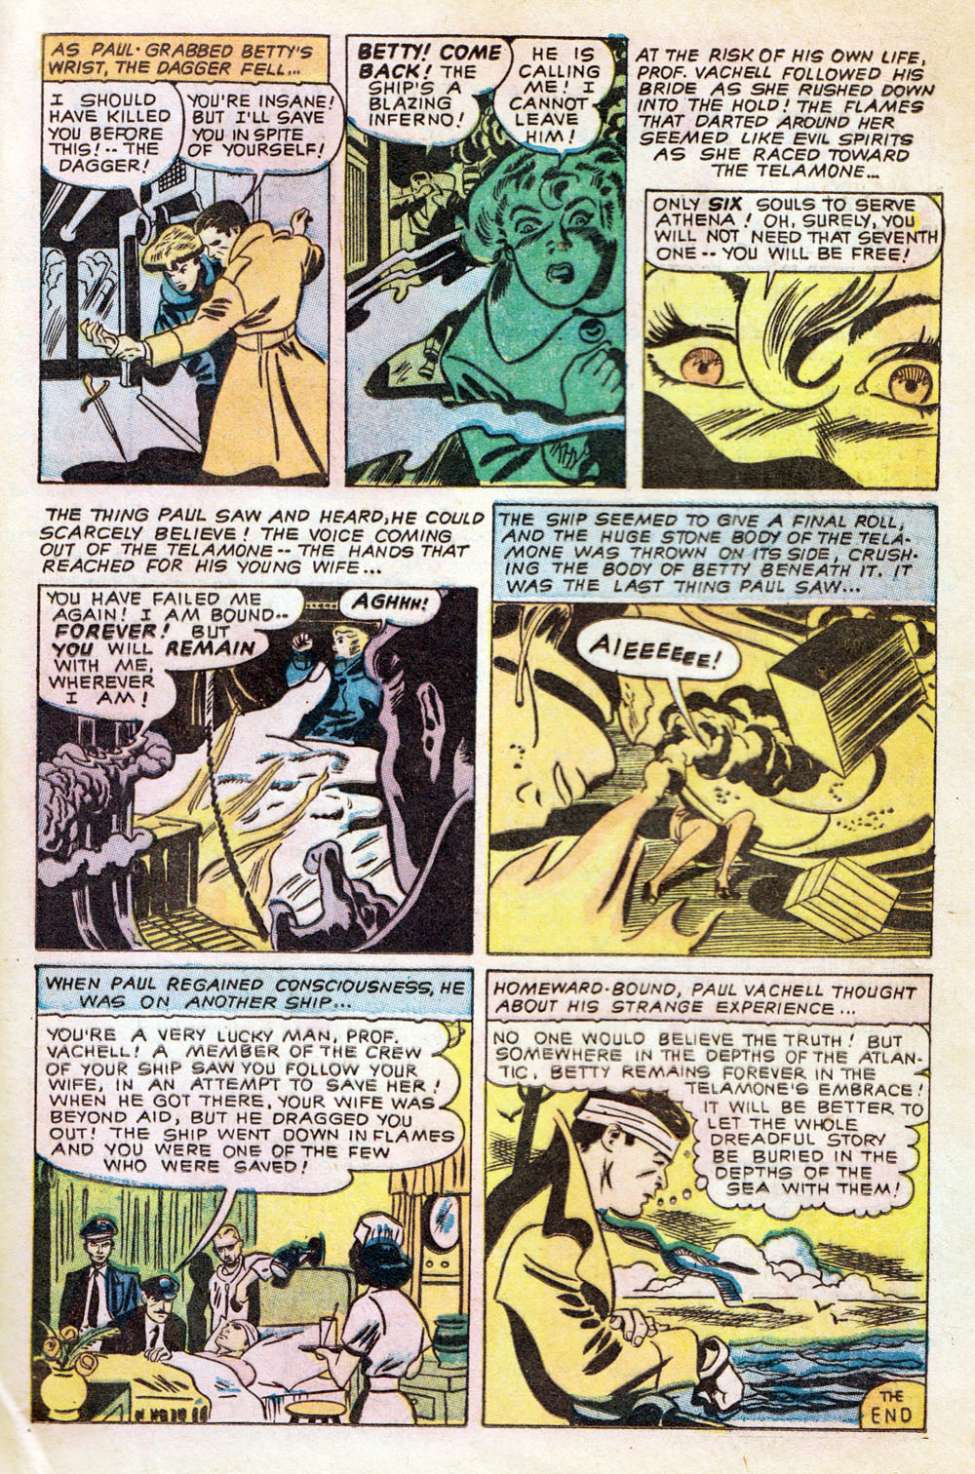 AS PAUL GRABBED BETTY'S
WRIST, THE DAGGER FELL...
I SHOULD
HAVE KILLED
YOU BEFORE
THIS!-- THE
DAGGER!
YOU'RE INSANE!
BUT I'LL SAVE
YOU IN SPITE
OF YOURSELF!
BETTY! COME
BACK! THE
SHIP'S A
BLAZING
INFERNO!
HE IS
CALLING
ME! I
CANNOT
LEAVE
HIM!
AT THE RISK OF HIS OWN LIFE,
PROF. VACHELL FOLLOWED HIS
BRIDE AS SHE RUSHED DOWN
INTO THE HOLD! THE FLAMES
THAT DARTED AROUND HER
SEEMED LIKE EVIL SPIRITS
AS SHE RACED TOWARD
THE TELAMONE...
ONLY SIX SOULS TO SERVE
ATHENA! OH, SURELY, YOU
WILL NOT NEED THAT SEVENTH
ONE -- YOU WILL BE FREE!
THE THING PAUL SAW AND HEARD, HE COULD
SCARCELY BELIEVE! THE VOICE COMING
OUT OF THE TELAMONE -- THE HANDS THAT
REACHED FOR HIS YOUNG WIFE...
YOU HAVE FAILED ME
AGAIN! I AM BOUND--
FOREVER! BUT
YOU WILL REMAIN
WITH ME,
WHEREVER
I AM!
AGHHH!
THE SHIP SEEMED TO GIVE A FINAL ROLL,
AND THE HUGE STONE BODY OF THE TELA-
MONE WAS THROWN ON ITS SIDE, CRUSH-
ING THE BODY OF BETTY BENEATH IT. IT
WAS THE LAST THING PAUL SAW...
AIEEEEEE!
WHEN PAUL REGAINED CONSCIOUSNESS, HE
WAS ON ANOTHER SHIP...
YOU'RE A VERY LUCKY MAN, PROF.
VACHELL! A MEMBER OF THE CREW
OF YOUR SHIP SAW YOU FOLLOW YOUR
WIFE, IN AN ATTEMPT TO SAVE HER!
WHEN HE GOT THERE, YOUR WIFE WAS
BEYOND AID, BUT HE DRAGGED YOU
OUT! THE SHIP WENT DOWN IN FLAMES
AND YOU WERE ONE OF THE FEW
WHO WERE SAVED!
HOMEWARD-BOUND, PAUL VACHELL THOUGHT
ABOUT HIS STRANGE EXPERIENCE...
NO ONE WOULD BELIEVE THE TRUTH! BUT
SOMEWHERE IN THE DEPTHS OF THE ATLAN-
TIC, BETTY REMAINS FOREVER IN THE
TELAMONE'S EMBRACE!
IT WILL BE BETTER TO
LET THE WHOLE
DREADFUL STORY
BE BURIED IN THE
DEPTHS OF THE
SEA WITH THEM!
THE
END